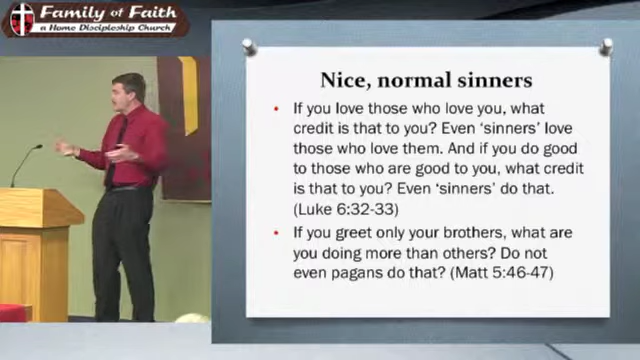 Family of Faith
a Home Discipleship Church
Nice, normal sinners
• If you love those who love you, what
credit is that to you? Even ‘sinners’ love
those who love them. And if you do good
to those who are good to you, what credit
is that to you? Even ‘sinners’ do that.
(Luke 6:32-33)
• If you greet only your brothers, what are
you doing more than others? Do not
even pagans do that? (Matt 5:46-47)